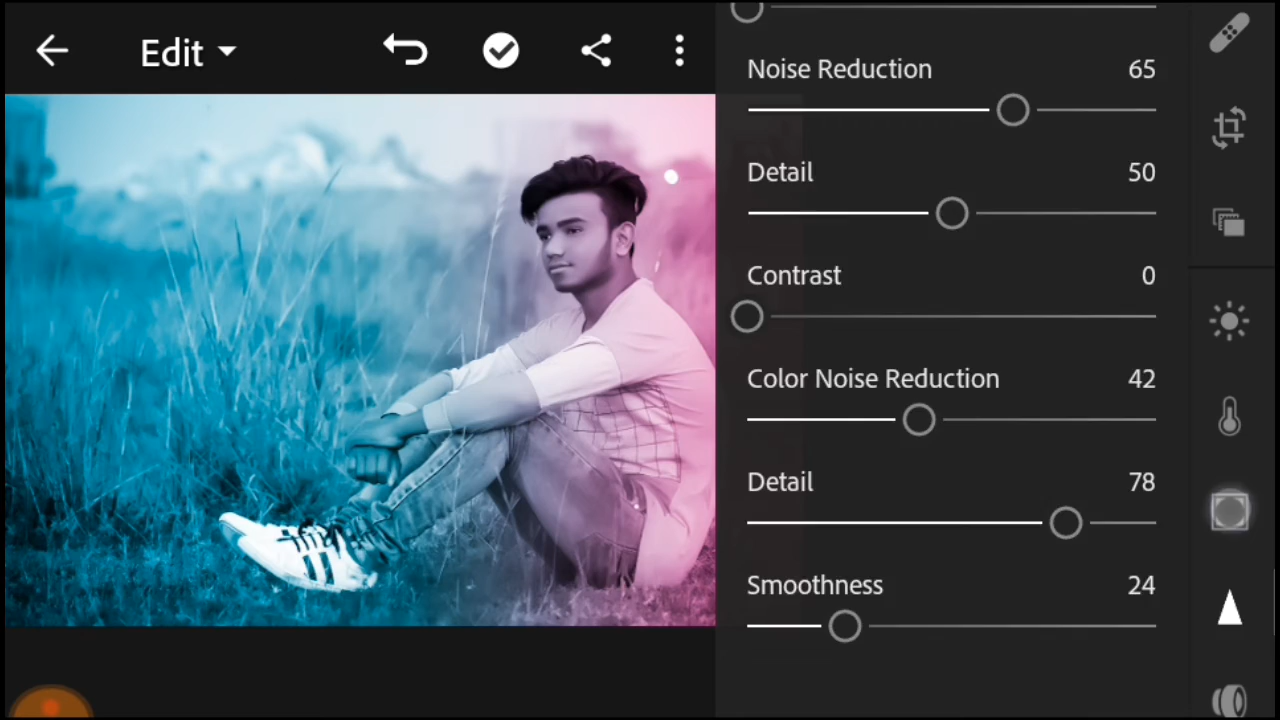 Edit
Noise Reduction 65
Detail 50
Contrast 0
Color Noise Reduction 42
Detail 78
Smoothness 24